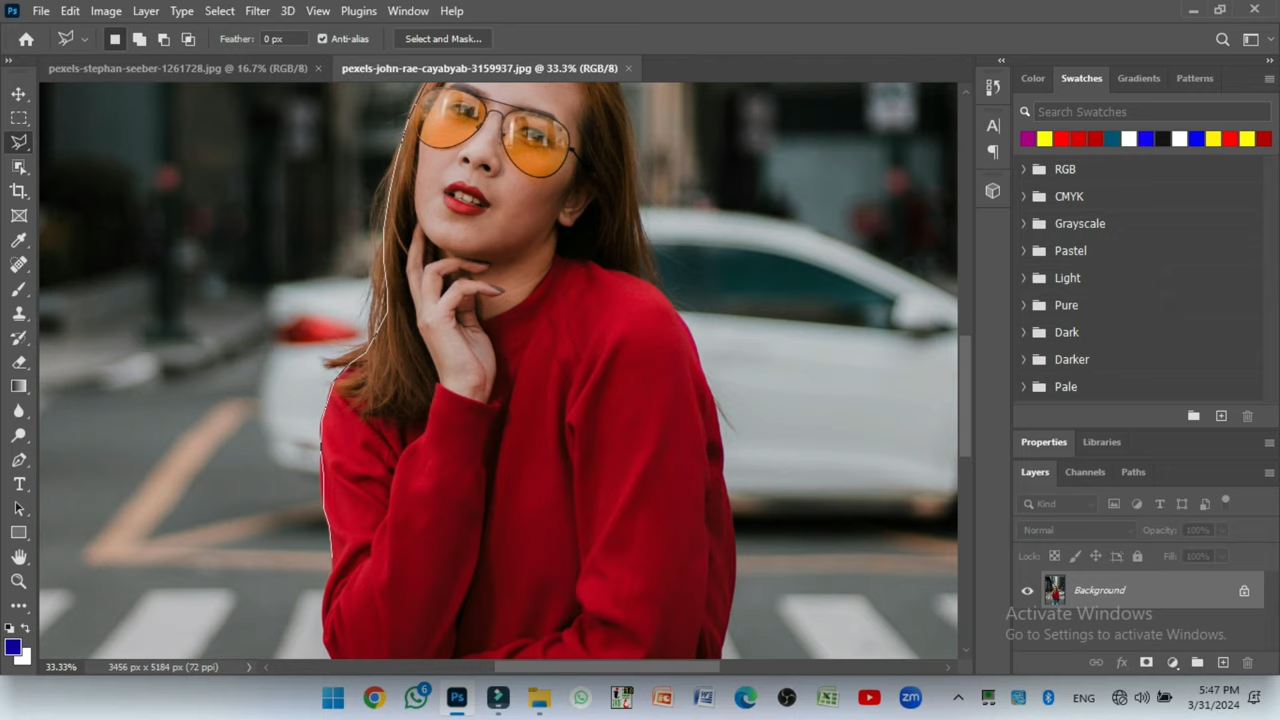 Ps File Edit Image Layer Type Select Filter 3D View Plugins Window Help
Feather: 0 px Anti-alias Select and Mask...
pexels-stephan-seeber-1261728.jpg @ 16.7% (RGB/8) × pexels-john-rae-cayabyab-3159937.jpg @ 33.3% (RGB/8) ×
Color Swatches Gradients Patterns
Search Swatches
RGB
CMYK
Grayscale
Pastel
Light
Pure
Dark
Darker
Pale
Properties Libraries
Layers Channels Paths
Kind
Normal Opacity: 100%
Lock: Fill: 100%
Background
Activate Windows
Go to Settings to activate Windows.
33.33% 3456 px x 5184 px (72 ppi)
6 Ps zm ENG 5:47 PM
3/31/2024